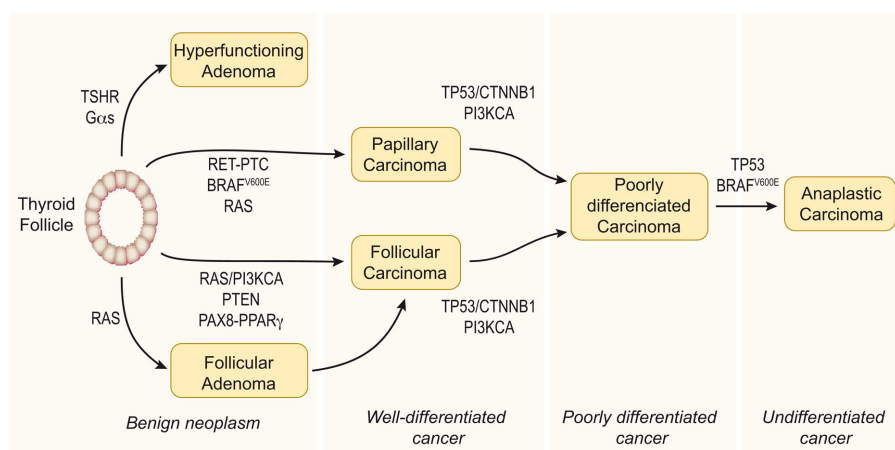 Hyperfunctioning
Adenoma
TSHR
Gαs
TP53/CTNNB1
PI3KCA
Papillary
Carcinoma
RET-PTC
BRAFV600E
RAS
Thyroid
Follicle
Poorly
differenciated
Carcinoma
TP53
BRAFV600E
Anaplastic
Carcinoma
Follicular
Carcinoma
RAS/PI3KCA
PTEN
PAX8-PPARγ
TP53/CTNNB1
PI3KCA
RAS
Follicular
Adenoma
Benign neoplasm
Well-differentiated
cancer
Poorly differentiated
cancer
Undifferentiated
cancer